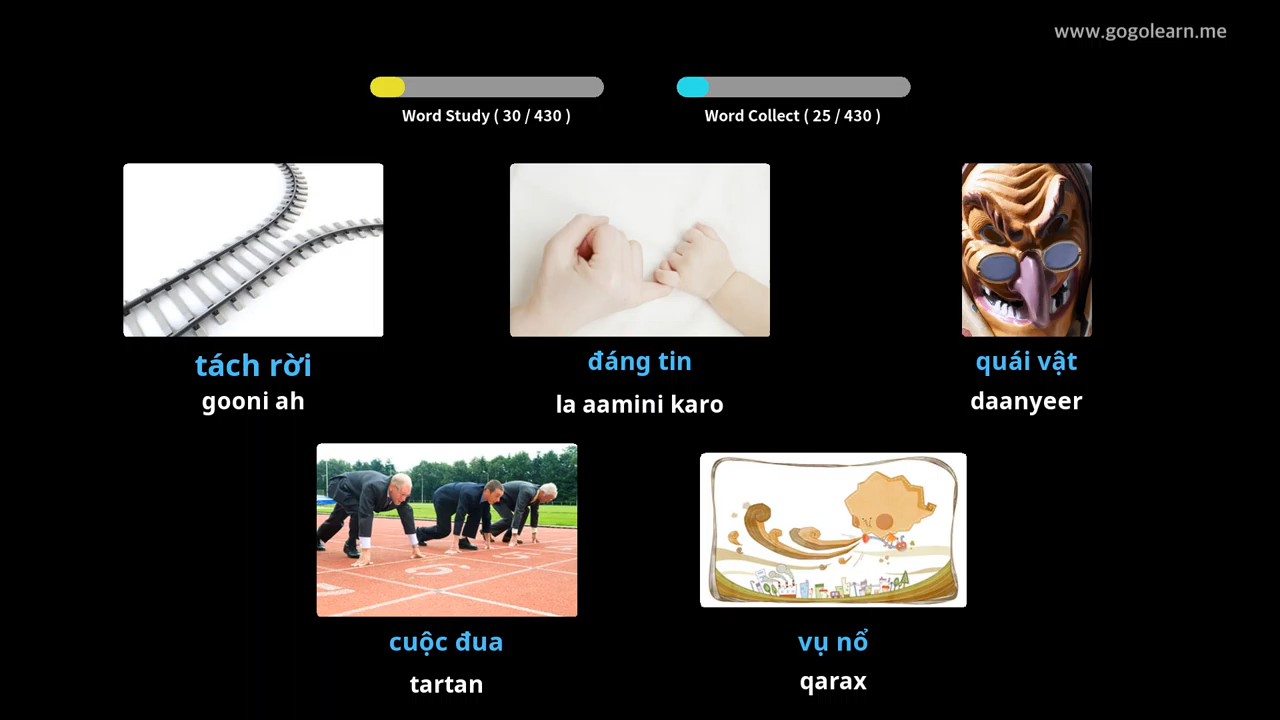 www.gogolearn.me
Word Study ( 30 / 430 )
Word Collect ( 25 / 430 )
tách rời
gooni ah
đáng tin
la aamini karo
quái vật
daanyeer
cuộc đua
tartan
vụ nổ
qarax